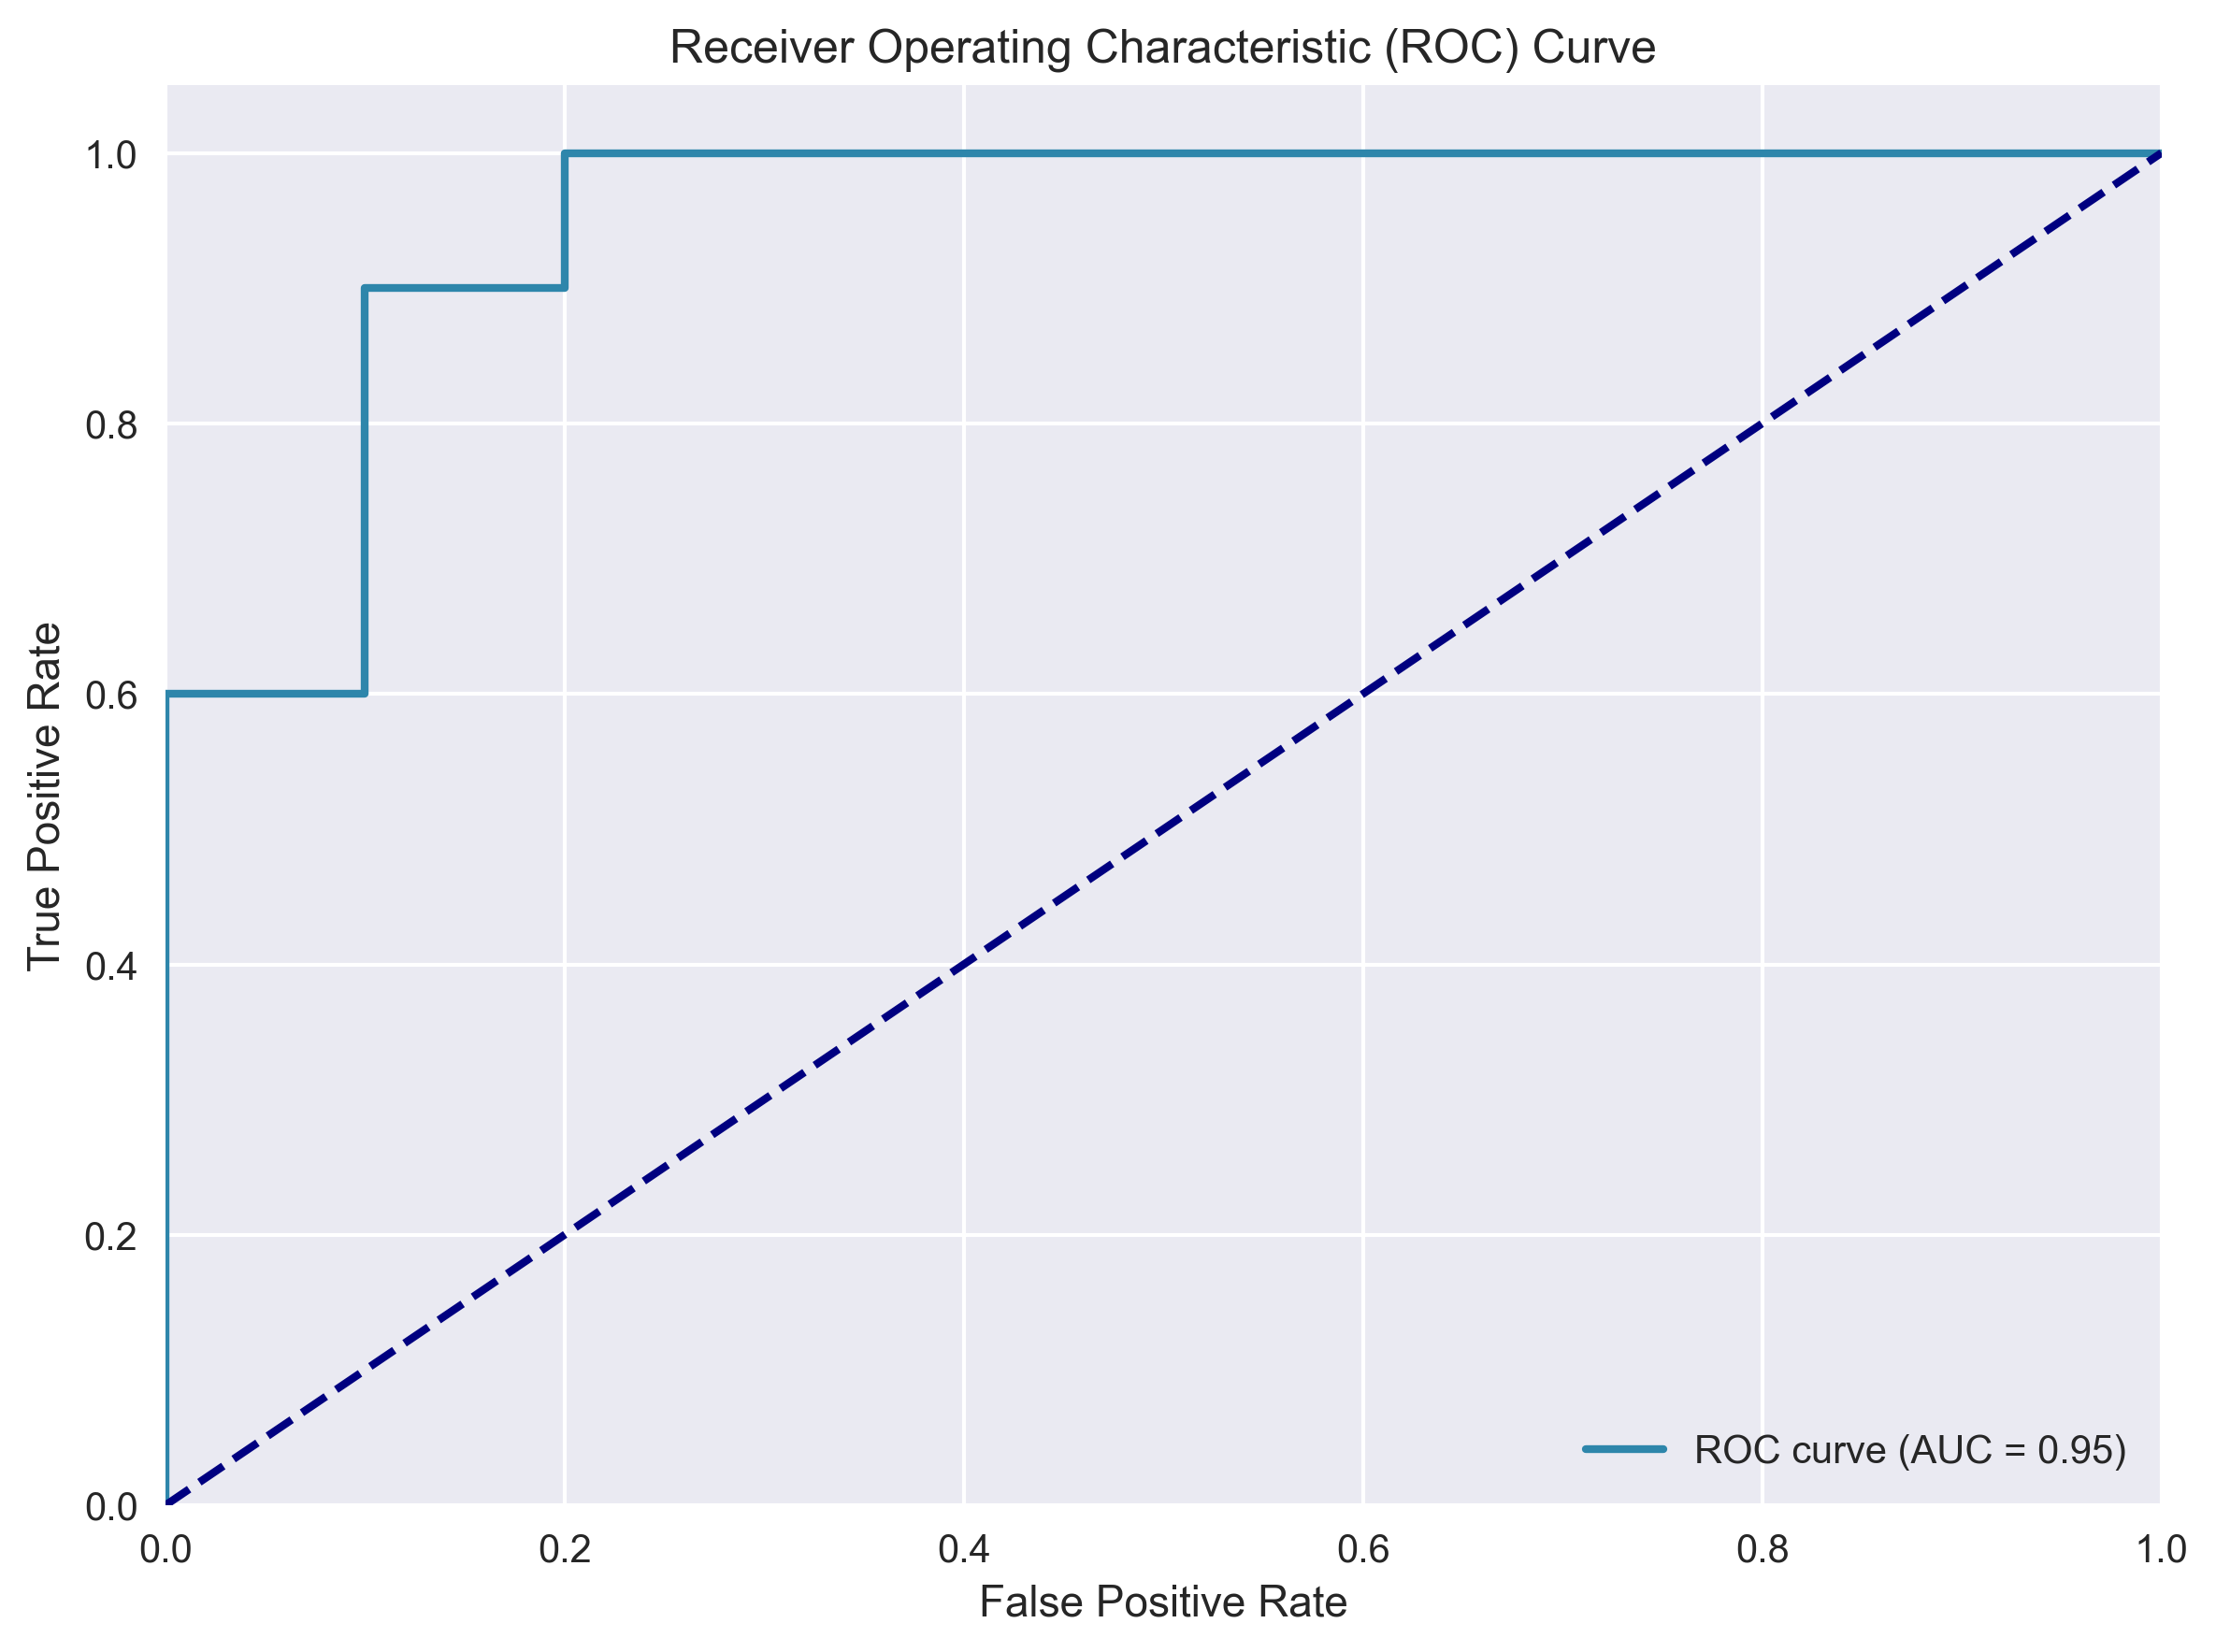 Receiver Operating Characteristic (ROC) Curve
1.0
0.8
0.6
0.4
0.2
0.0
True Positive Rate
ROC curve (AUC = 0.95)
0.0 0.2 0.4 0.6 0.8 1.0
False Positive Rate